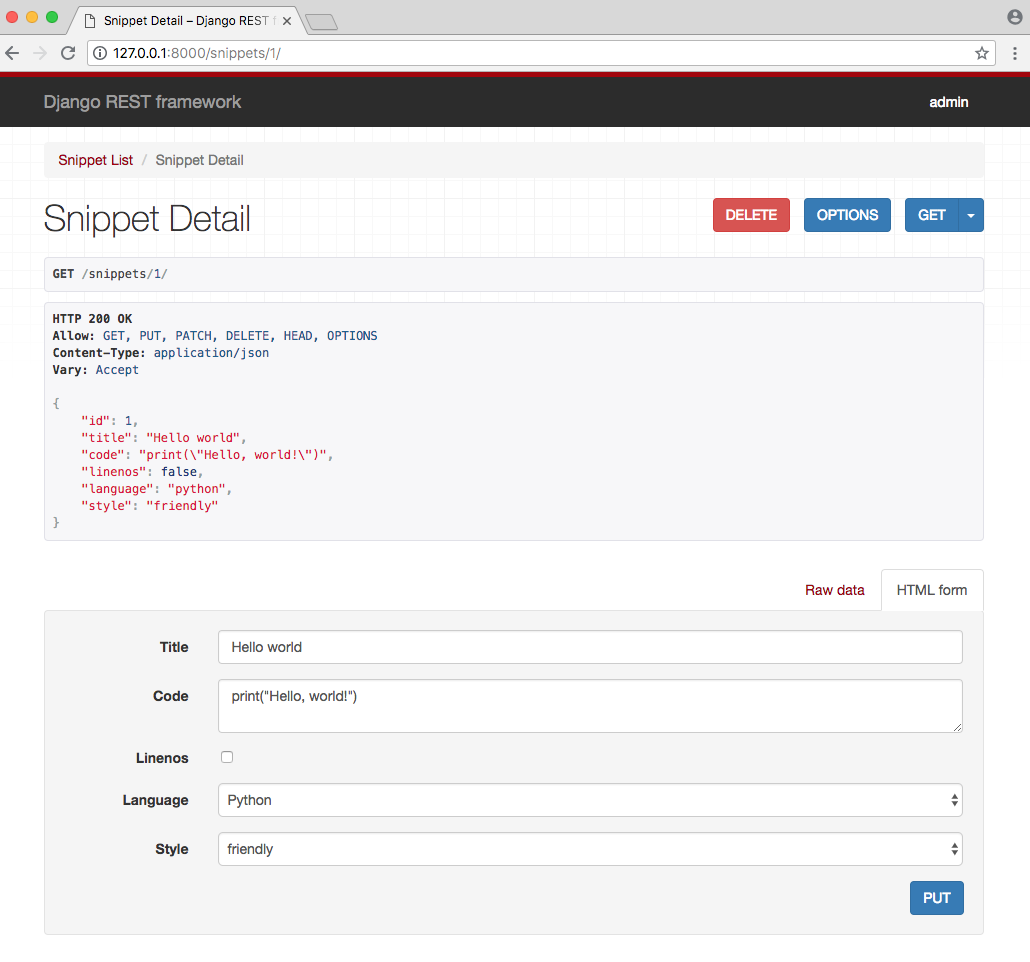 Snippet Detail – Django REST f
127.0.0.1:8000/snippets/1/
Django REST framework
admin
Snippet List / Snippet Detail
Snippet Detail
DELETE
OPTIONS
GET
GET /snippets/1/
HTTP 200 OK
Allow: GET, PUT, PATCH, DELETE, HEAD, OPTIONS
Content-Type: application/json
Vary: Accept
{
    "id": 1,
    "title": "Hello world",
    "code": "print(\"Hello, world!\")",
    "linenos": false,
    "language": "python",
    "style": "friendly"
}
Raw data
HTML form
Title
Hello world
Code
print("Hello, world!")
Linenos
Language
Python
Style
friendly
PUT